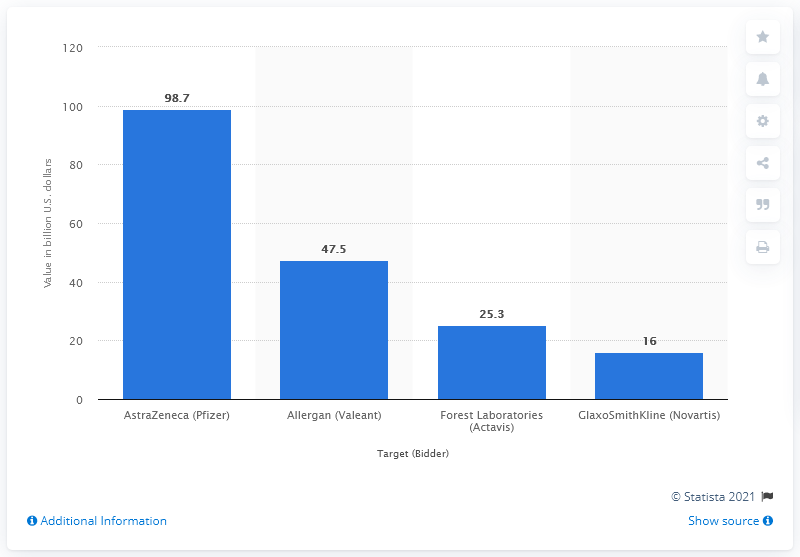 120
100
80
60
40
20
0
Value in billion U.S. dollars
98.7
47.5
25.3
16
AstraZeneca (Pfizer)
Allergan (Valeant)
Forest Laboratories
(Actavis)
GlaxoSmithKline (Novartis)
Target (Bidder)
© Statista 2021
Additional Information
Show source